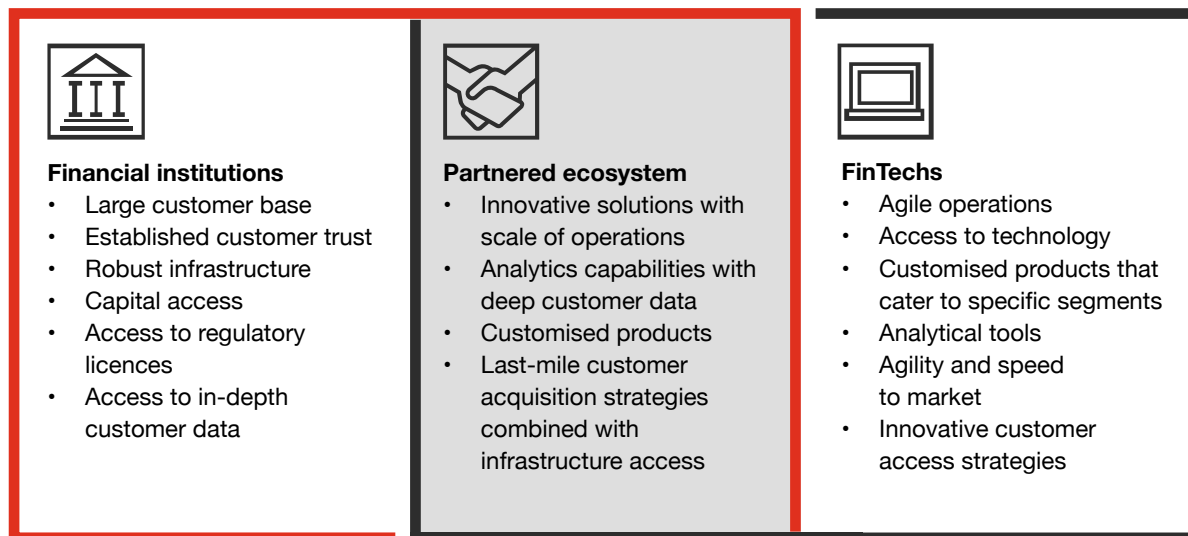 Financial institutions
• Large customer base
• Established customer trust
• Robust infrastructure
• Capital access
• Access to regulatory
licences
• Access to in-depth
customer data
Partnered ecosystem
• Innovative solutions with
scale of operations
• Analytics capabilities with
deep customer data
• Customised products
• Last-mile customer
acquisition strategies
combined with
infrastructure access
FinTechs
• Agile operations
• Access to technology
• Customised products that
cater to specific segments
• Analytical tools
• Agility and speed
to market
• Innovative customer
access strategies